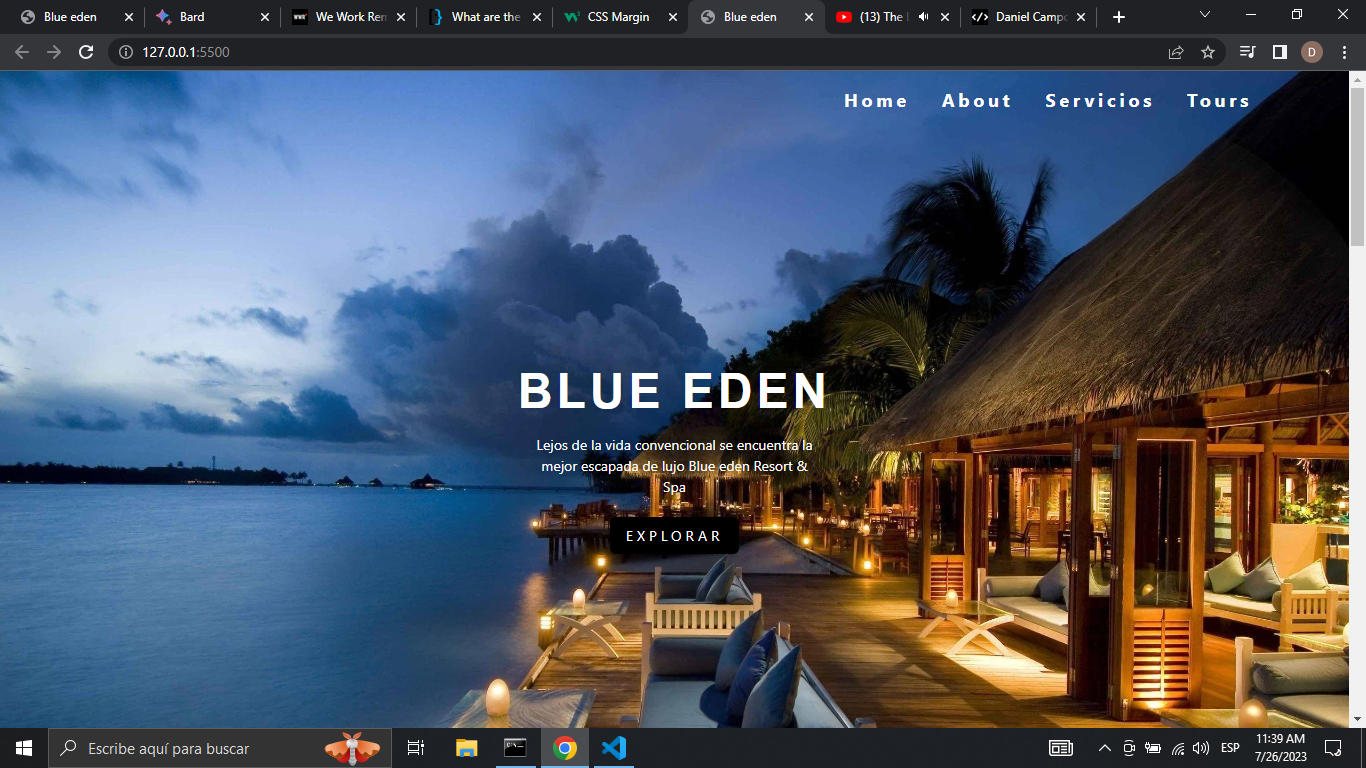 Blue eden
Bard
We Work Rem
What are the
CSS Margin
Blue eden
(13) The
Daniel Campo
127.0.0.1:5500
D
Home About Servicios Tours
BLUE EDEN
Lejos de la vida convencional se encuentra la
mejor escapada de lujo Blue eden Resort &
Spa
EXPLORAR
Escribe aquí para buscar
ESP
11:39 AM
7/26/2023